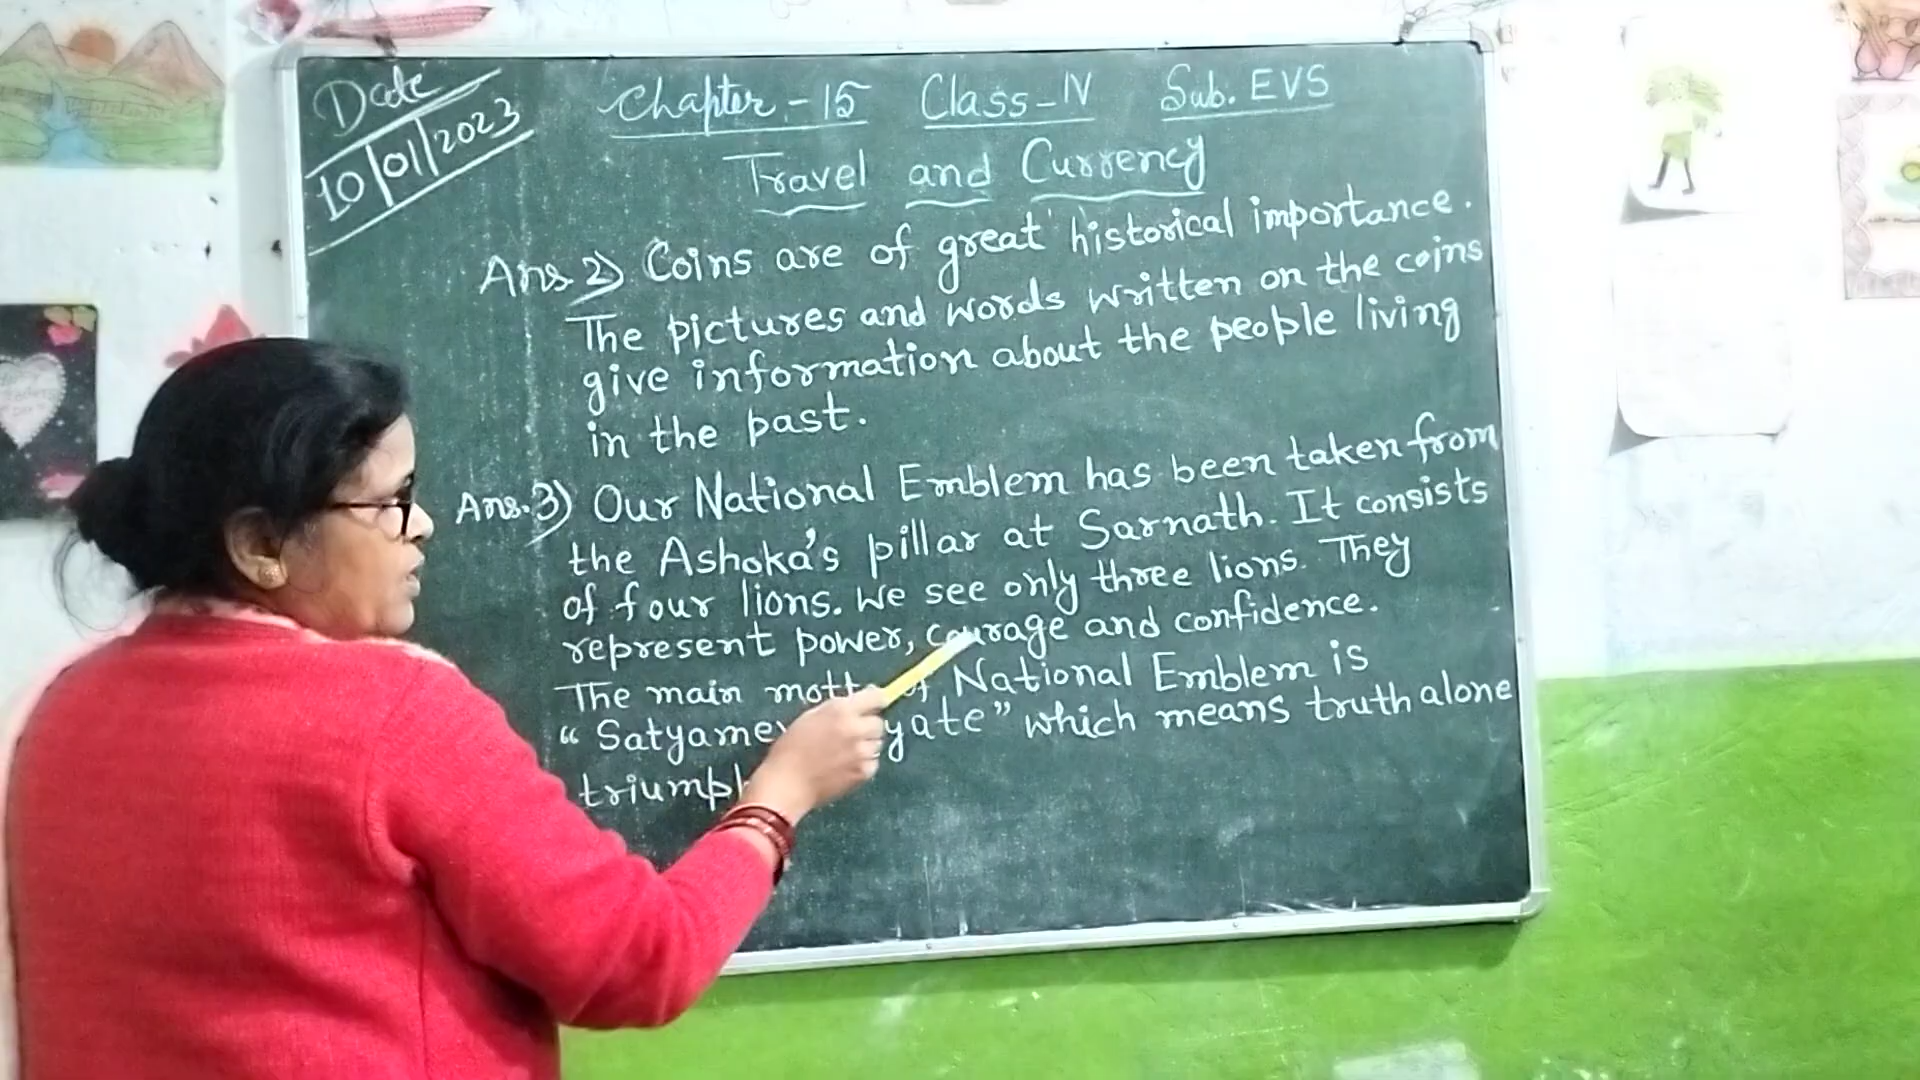 Date
10/01/2023
Chapter-15 Class-IV Sub. EVS
Travel and Currency
Ans 2) Coins are of great historical importance.
The pictures and words written on the coins
give information about the people living
in the past.
Ans.3) Our National Emblem has been taken from
the Ashoka's pillar at Sarnath. It consists
of four lions. We see only three lions. They
represent power, courage and confidence.
The main National Emblem is
" which means truth alone